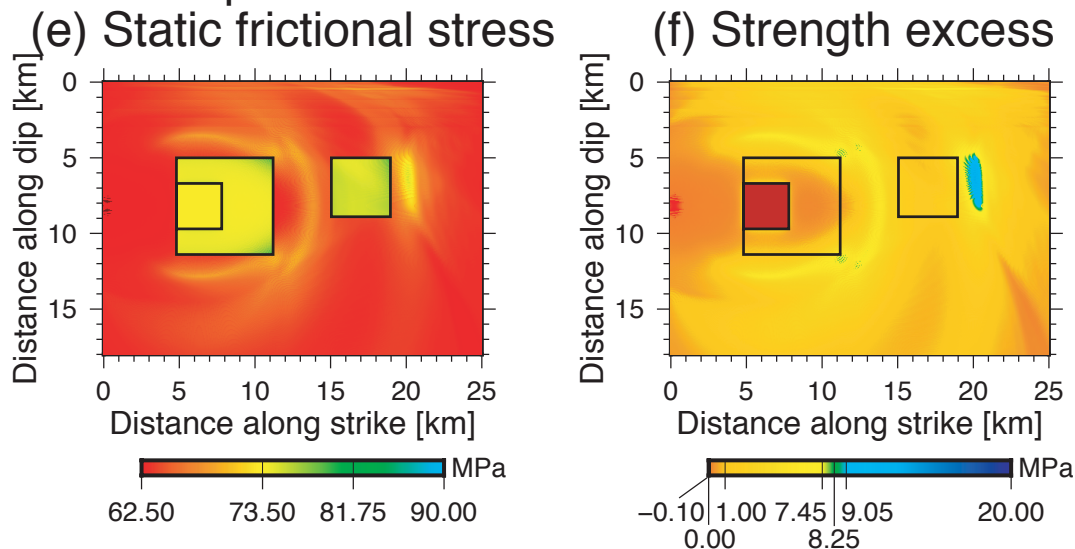 (e) Static frictional stress
(f) Strength excess
Distance along dip [km]
0
5
10
15
0 5 10 15 20 25
Distance along strike [km]
MPa
62.50 73.50 81.75 90.00
Distance along dip [km]
0
5
10
15
0 5 10 15 20 25
Distance along strike [km]
MPa
−0.10 1.00 7.45 9.05 20.00
0.00 8.25